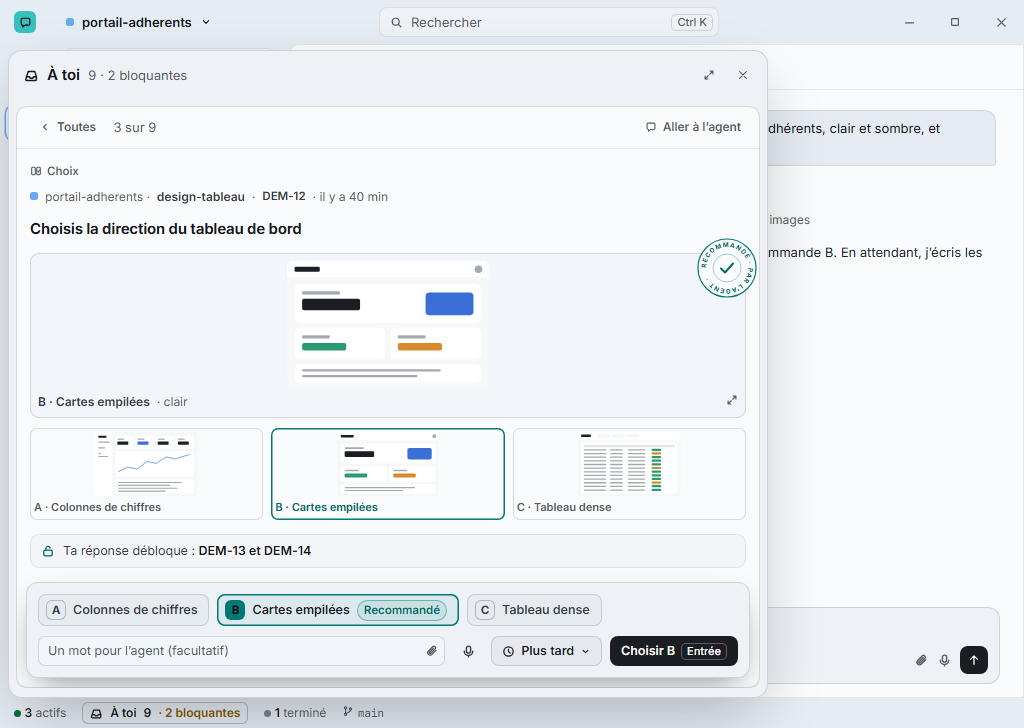 portail-adherents
Rechercher
Ctrl K
À toi 9 · 2 bloquantes
Toutes 3 sur 9
Aller à l'agent
Choix
portail-adherents · design-tableau · DEM-12 · il y a 40 min
Choisis la direction du tableau de bord
RECOMMANDÉ · PAR L'AGENT ·
B · Cartes empilées · clair
A · Colonnes de chiffres
B · Cartes empilées
C · Tableau dense
Ta réponse débloque : DEM-13 et DEM-14
A Colonnes de chiffres
B Cartes empilées Recommandé
C Tableau dense
Un mot pour l'agent (facultatif)
Plus tard
Choisir B Entrée
dhérents, clair et sombre, et
images
mmande B. En attendant, j'écris les
3 actifs
À toi 9 · 2 bloquantes
1 terminé
main